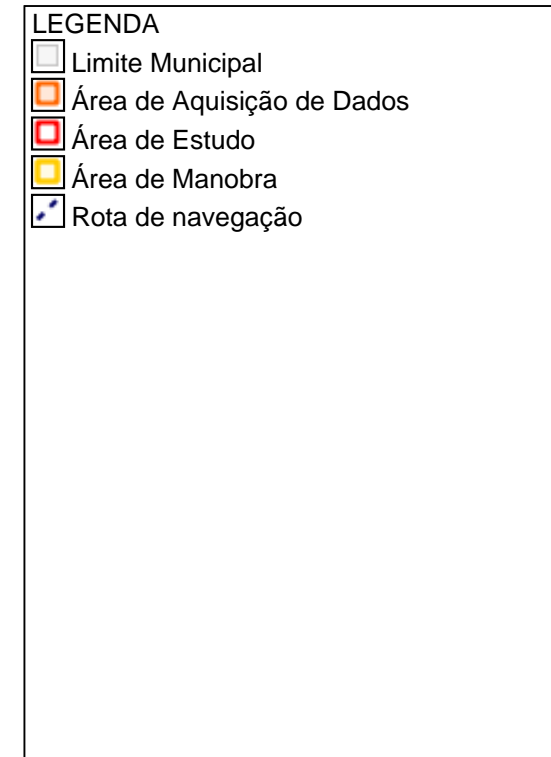 LEGENDA
Limite Municipal
Área de Aquisição de Dados
Área de Estudo
Área de Manobra
Rota de navegação